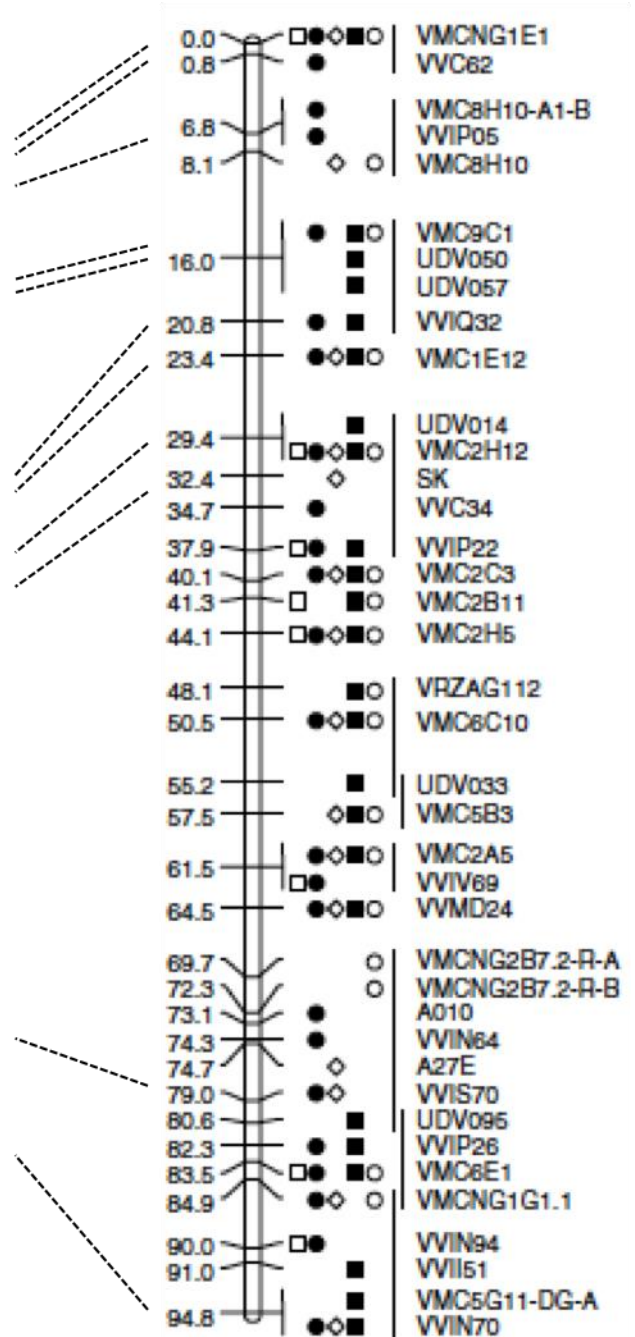 0.0 VMCNG1E1
0.8 VVC62
VMC8H10-A1-B
6.8 VVIP05
8.1 VMC8H10
VMC9C1
16.0 UDV050
UDV057
20.8 VVIQ32
23.4 VMC1E12
UDV014
29.4 VMC2H12
32.4 SK
34.7 VVC34
37.9 VVIP22
40.1 VMC2C3
41.3 VMC2B11
44.1 VMC2H5
48.1 VRZAG112
50.5 VMC6C10
55.2 UDV033
57.5 VMC5B3
VMC2A5
61.5 VVIV69
64.5 VVMD24
69.7 VMCNG2B7.2-R-A
72.3 VMCNG2B7.2-R-B
73.1 A010
74.3 VVIN64
74.7 A27E
79.0 VVIS70
80.6 UDV095
82.3 VVIP26
83.5 VMC6E1
84.9 VMCNG1G1.1
90.0 VVIN94
91.0 VVII51
VMC5G11-DG-A
94.8 VVIN70